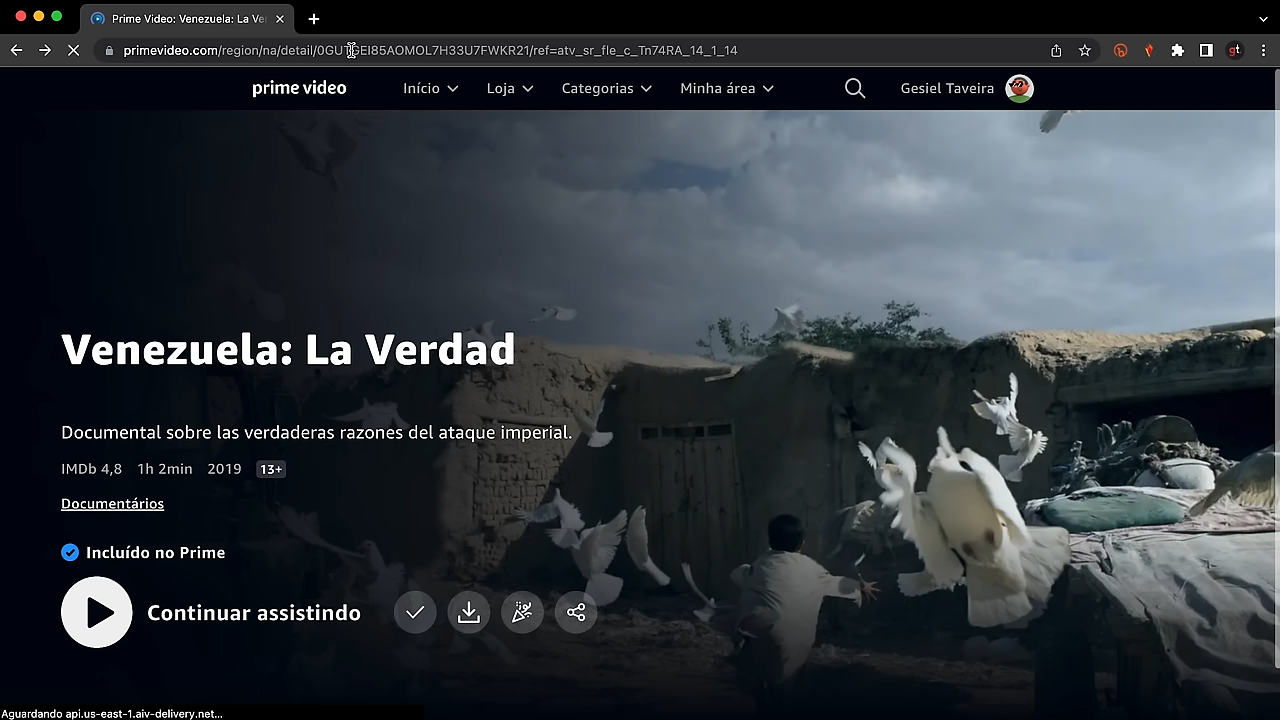 Prime Video: Venezuela: La Ve
primevideo.com/region/na/detail/0GUTGEI85AOMOL7H33U7FWKR21/ref=atv_sr_fle_c_Tn74RA_14_1_14
prime video Início Loja Categorias Minha área Gesiel Taveira
Venezuela: La Verdad
Documental sobre las verdaderas razones del ataque imperial.
IMDb 4,8 1h 2min 2019 13+
Documentários
Incluído no Prime
Continuar assistindo
Aguardando api.us-east-1.aiv-delivery.net...